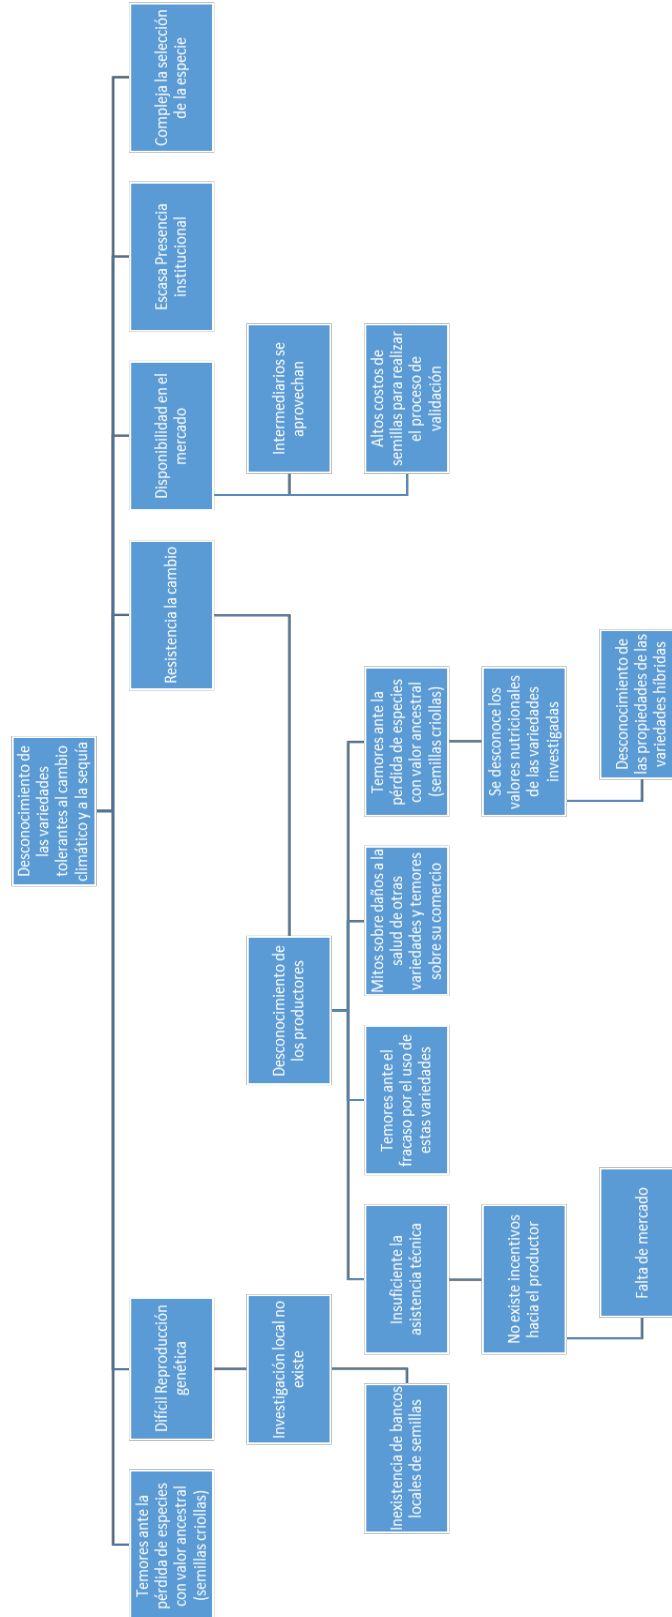 Desconocimiento de
las variedades
tolerantes al cambio
climático y a la sequía
Temores ante la
pérdida de especies
con valor ancestral
(semillas criollas)
Difícil Reproducción
genética
Resistencia la cambio
Disponibilidad en el
mercado
Escasa Presencia
institucional
Compleja la selección
de la especie
Investigación local no
existe
Desconocimiento de
los productores
Intermediarios se
aprovechan
Inexistencia de bancos
locales de semillas
Insuficiente la
asistencia técnica
Temores ante el
fracaso por el uso de
estas variedades
Mitos sobre daños a la
salud de otras
variedades y temores
sobre su comercio
Temores ante la
pérdida de especies
con valor ancestral
(semillas criollas)
Altos costos de
semillas para realizar
el proceso de
validación
No existe incentivos
hacia el productor
Se desconoce los
valores nutricionales
de las variedades
investigadas
Falta de mercado
Desconocimiento de
las propiedades de las
variedades híbridas